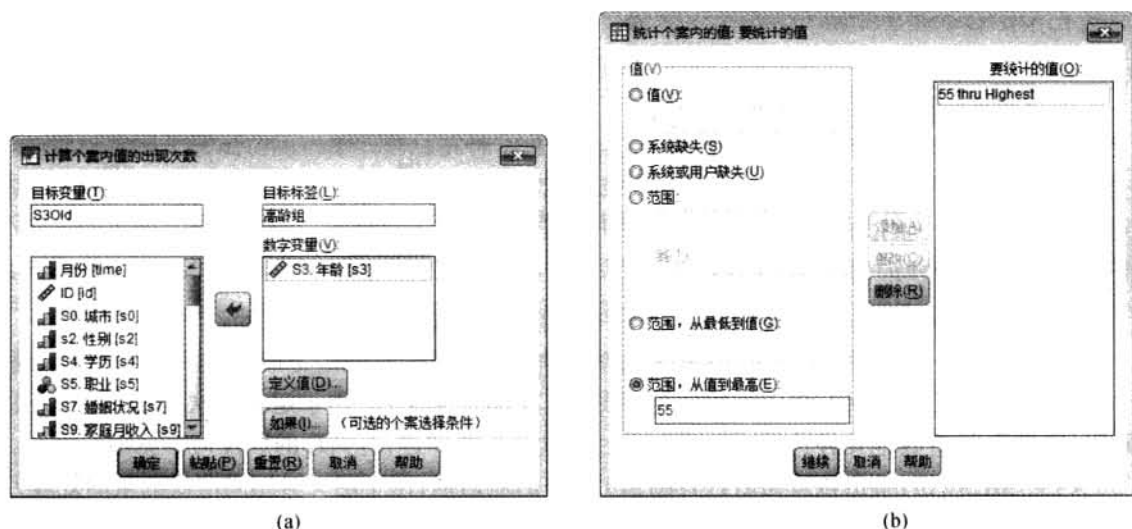 计算个案内值的出现次数
目标变量(T):
S3Old
目标标签(L):
高龄组
数字变量(V):
S3. 年龄 [s3]
月份 [time]
ID [id]
S0. 城市 [s0]
s2. 性别 [s2]
S4. 学历 [s4]
S5. 职业 [s5]
S7. 婚姻状况 [s7]
S9. 家庭月收入 [s9]
定义值(D)...
如果(I)...
(可选的个案选择条件)
确定
粘贴(P)
重置(R)
取消
帮助
(a)
统计个案内的值: 要统计的值
值(V)
值(V):
系统缺失(S)
系统或用户缺失(U)
范围:
范围，从最低到值(G):
范围，从值到最高(E):
55
删除(R)
要统计的值(O):
55 thru Highest
继续
取消
帮助
(b)